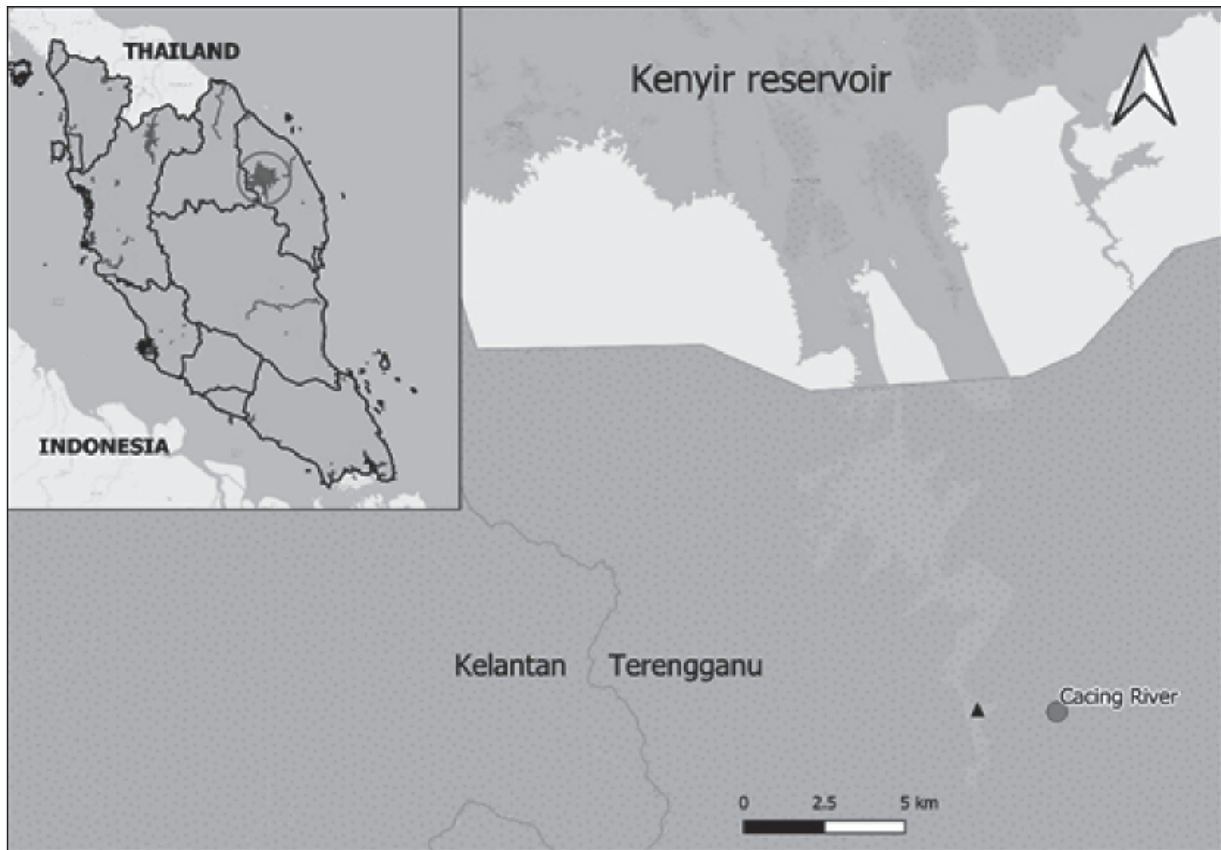 THAILAND
p
INDONESIA
Kenyir reservoir
Kelantan
Terengganu
Cacing River
0 2.5 5 km